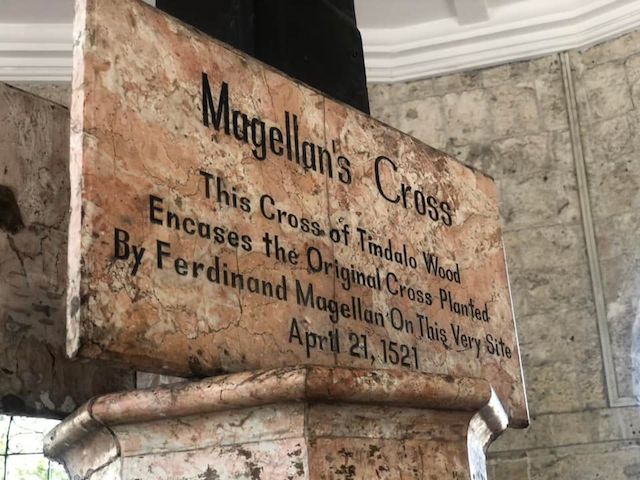 Magellan's Cross
This Cross of Tindalo Wood
Encases the Original Cross Planted
By Ferdinand Magellan On This Very Site
April 21, 1521